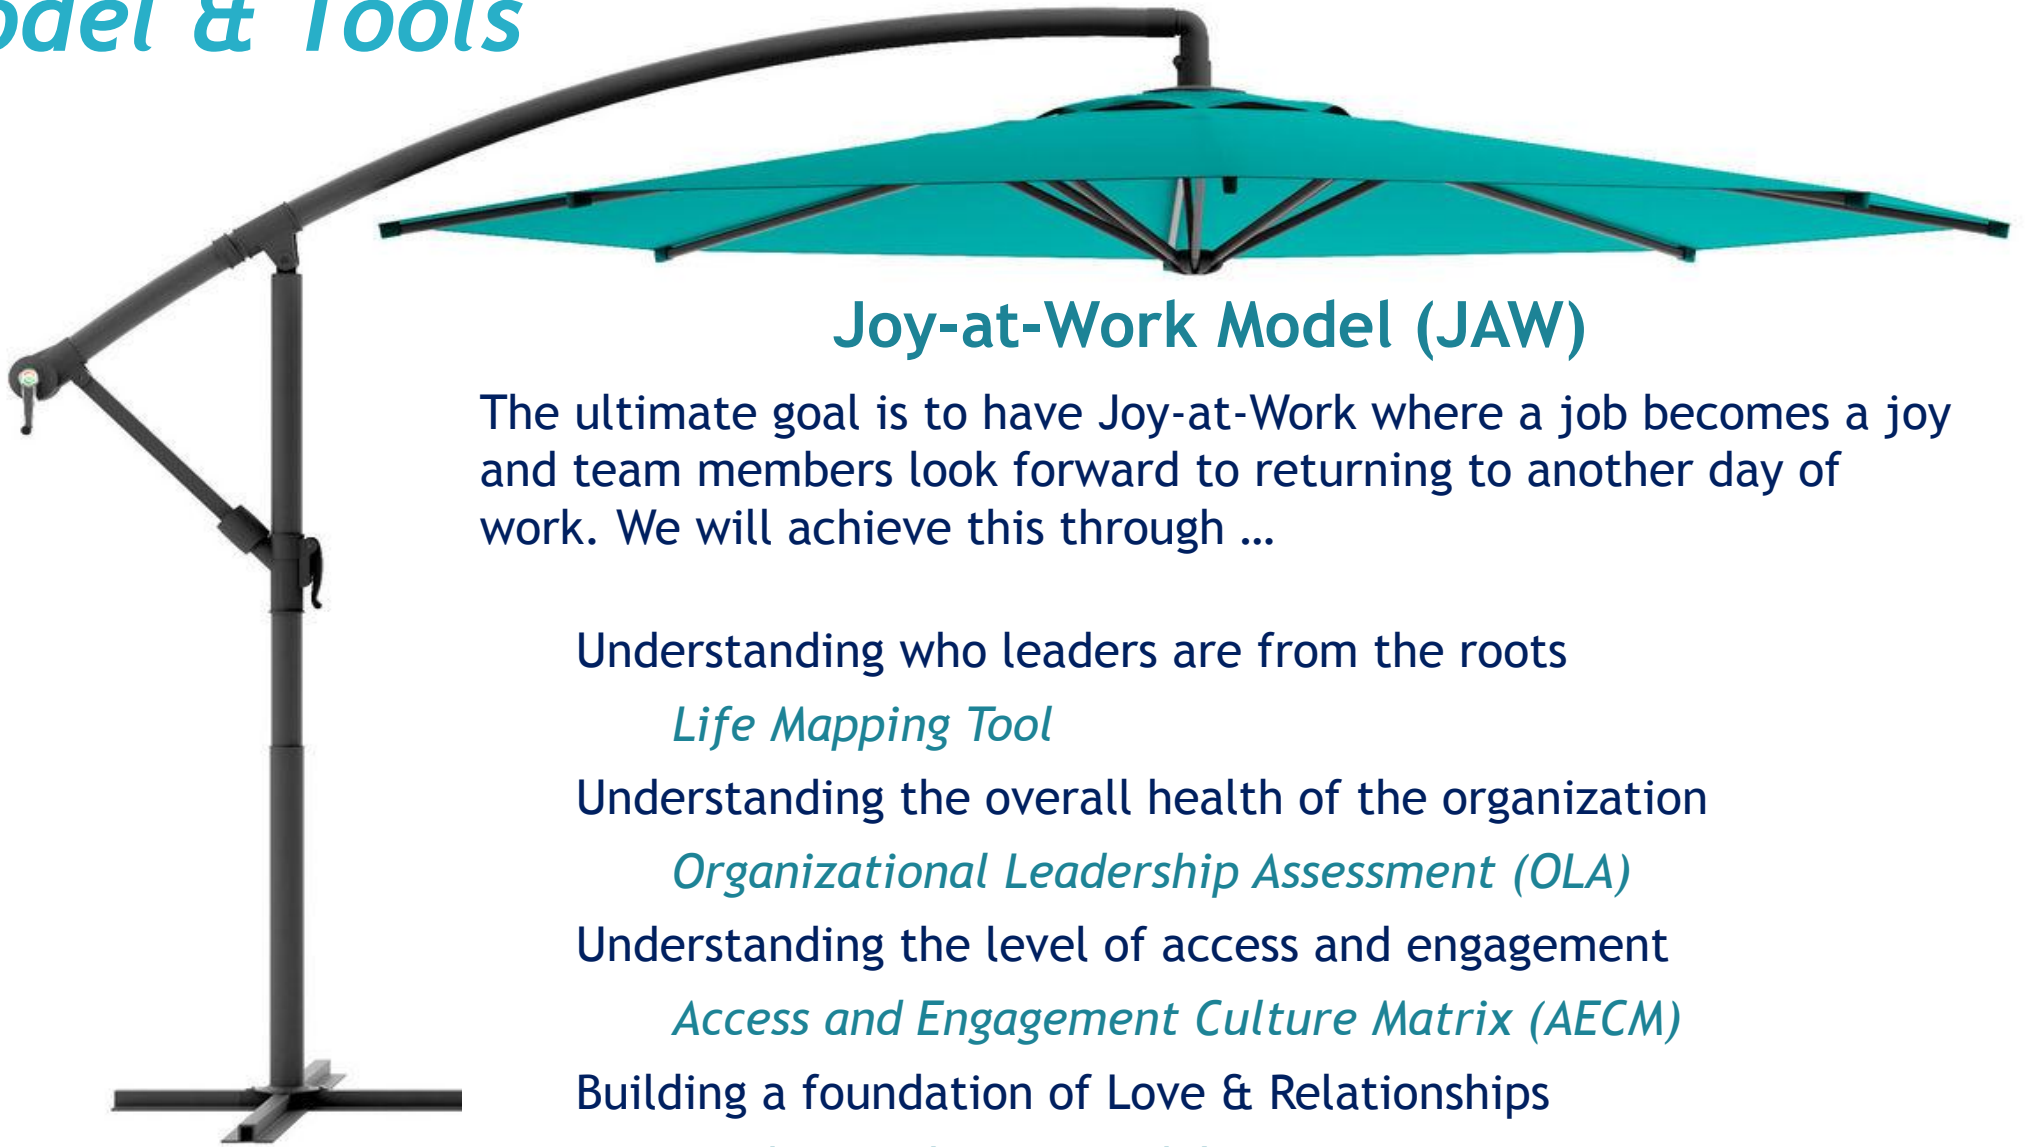 & Tools
Joy-at-Work Model (JAW)
The ultimate goal is to have Joy-at-Work where a job becomes a joy
and team members look forward to returning to another day of
work. We will achieve this through …
Understanding who leaders are from the roots
Life Mapping Tool
Understanding the overall health of the organization
Organizational Leadership Assessment (OLA)
Understanding the level of access and engagement
Access and Engagement Culture Matrix (AECM)
Building a foundation of Love & Relationships